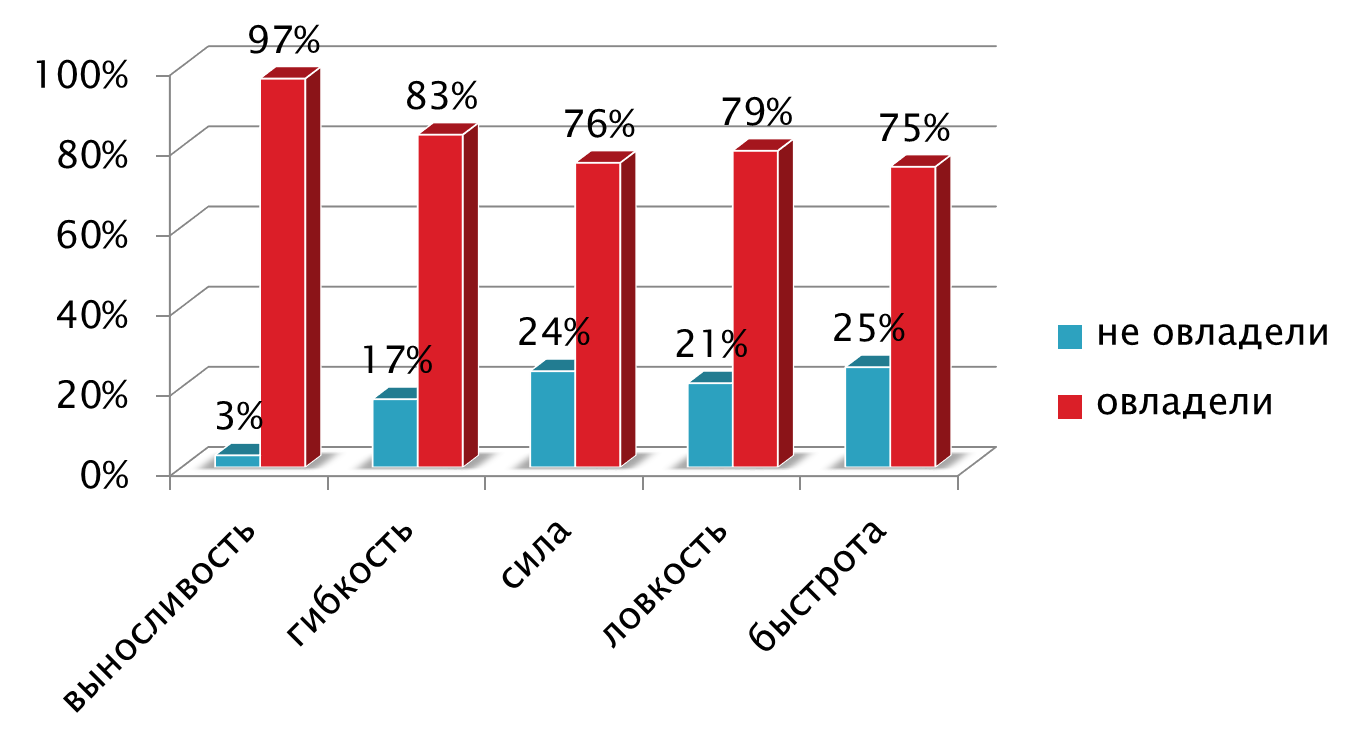 97%
83%
76%
79%
75%
100%
80%
60%
40%
20%
0%
3%
17%
24%
21%
25%
выносливость
гибкость
сила
ловкость
быстрота
не овладели
овладели